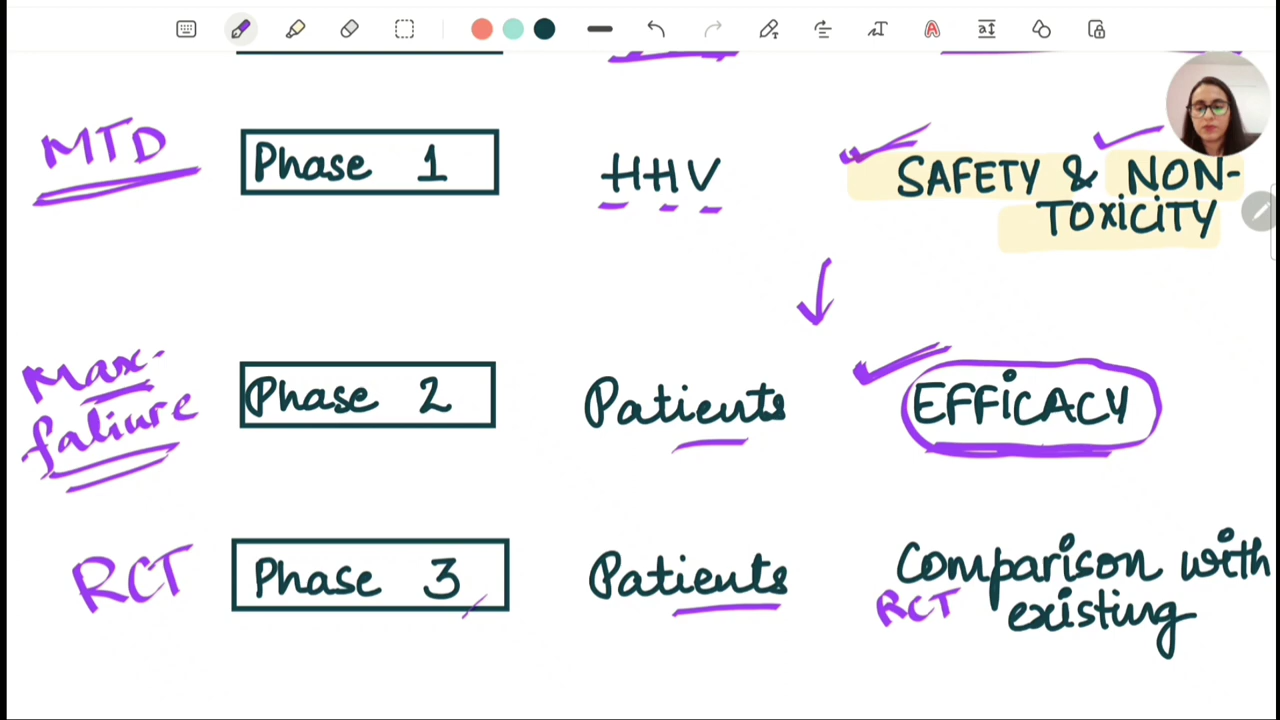 MTD Phase 1 HHV SAFETY & NON-
TOXiCiTY
Max-
faliure Phase 2 Patients EFFiCACY
RCT Phase 3 Patients Comparison with
RCT existing